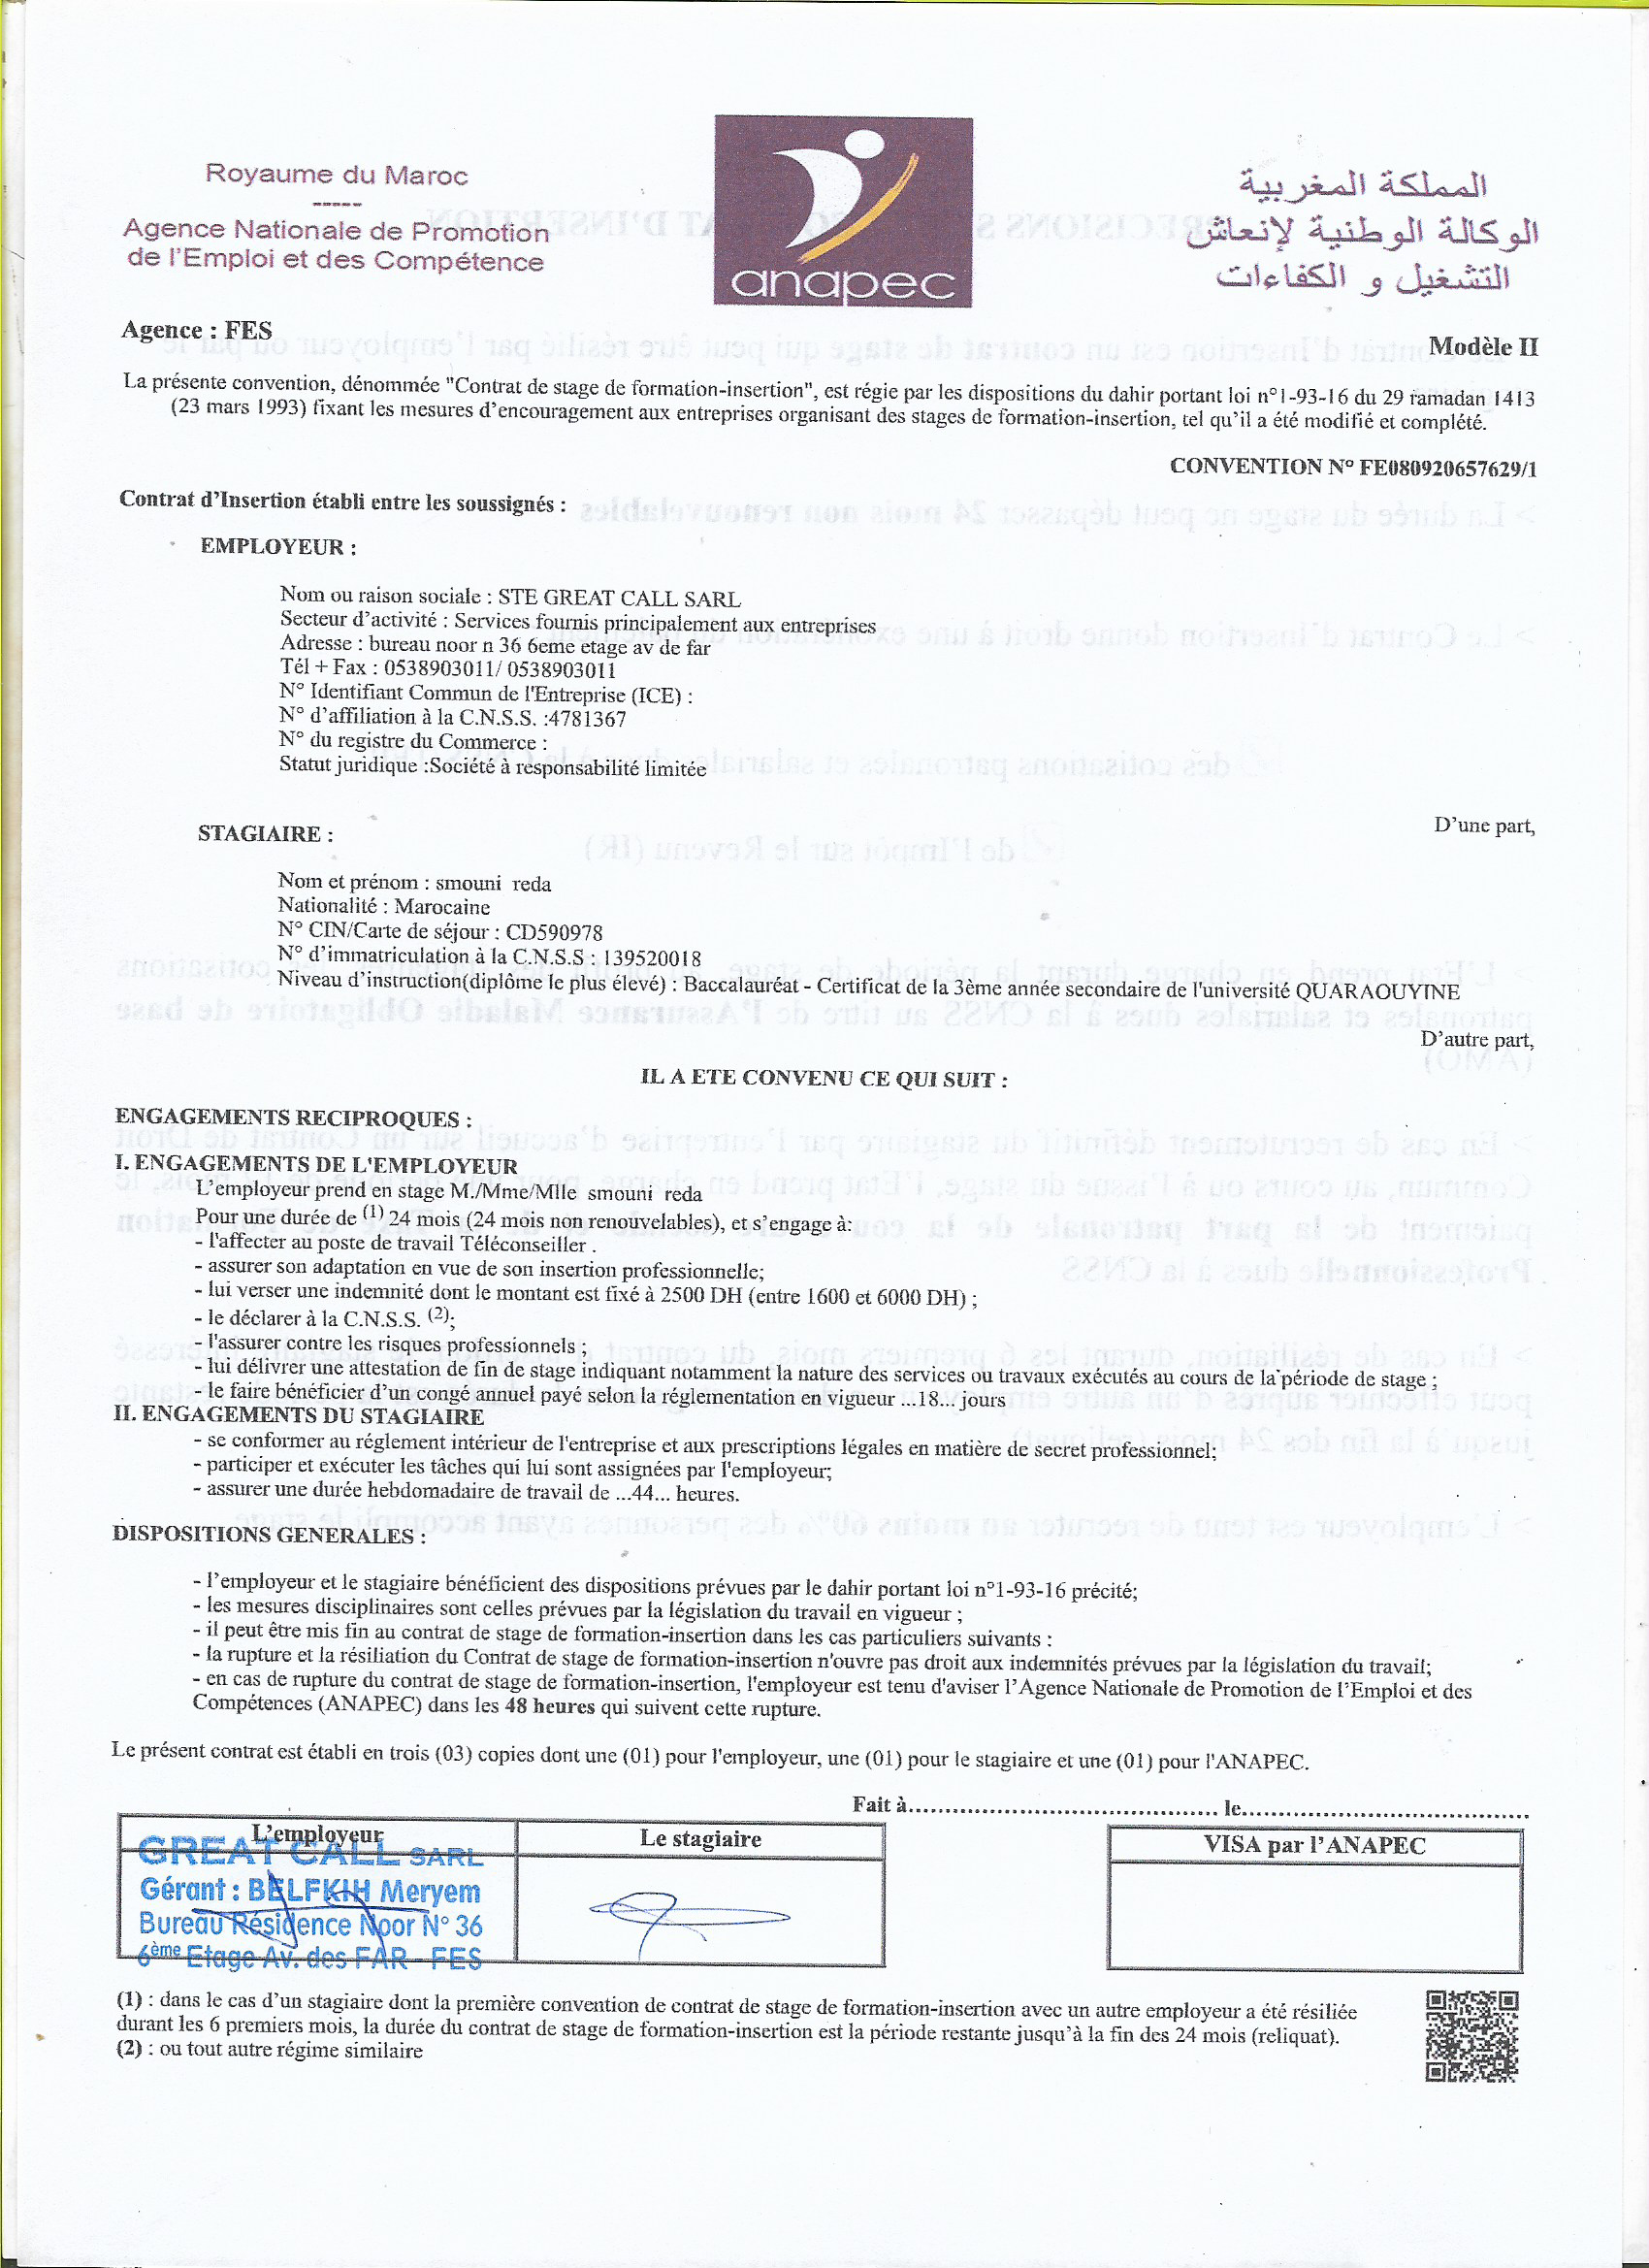 Royaume du Maroc
-----
Agence Nationale de Promotion
de l'Emploi et des Compétence
anapec
المملكة المغربية
الوكالة الوطنية لإنعاش
التشغيل و الكفاءات
Agence : FES
Modèle II
La présente convention, dénommée "Contrat de stage de formation-insertion", est régie par les dispositions du dahir portant loi n°1-93-16 du 29 ramadan 1413
(23 mars 1993) fixant les mesures d'encouragement aux entreprises organisant des stages de formation-insertion, tel qu'il a été modifié et complété.
CONVENTION N° FE080920657629/1
Contrat d'Insertion établi entre les soussignés :
EMPLOYEUR :
Nom ou raison sociale : STE GREAT CALL SARL
Secteur d'activité : Services fournis principalement aux entreprises
Adresse : bureau noor n 36 6eme etage av de far
Tél + Fax : 0538903011/ 0538903011
N° Identifiant Commun de l'Entreprise (ICE) :
N° d'affiliation à la C.N.S.S. :4781367
N° du registre du Commerce :
Statut juridique :Société à responsabilité limitée
D'une part,
STAGIAIRE :
Nom et prénom : smouni reda
Nationalité : Marocaine
N° CIN/Carte de séjour : CD590978
N° d'immatriculation à la C.N.S.S : 139520018
Niveau d'instruction(diplôme le plus élevé) : Baccalauréat - Certificat de la 3ème année secondaire de l'université QUARAOUYINE
D'autre part,
IL A ETE CONVENU CE QUI SUIT :
ENGAGEMENTS RECIPROQUES :
I. ENGAGEMENTS DE L'EMPLOYEUR
L'employeur prend en stage M./Mme/Mlle smouni reda
Pour une durée de (1) 24 mois (24 mois non renouvelables), et s'engage à:
- l'affecter au poste de travail Téléconseiller .
- assurer son adaptation en vue de son insertion professionnelle;
- lui verser une indemnité dont le montant est fixé à 2500 DH (entre 1600 et 6000 DH) ;
- le déclarer à la C.N.S.S. (2);
- l'assurer contre les risques professionnels ;
- lui délivrer une attestation de fin de stage indiquant notamment la nature des services ou travaux exécutés au cours de la période de stage ;
- le faire bénéficier d'un congé annuel payé selon la réglementation en vigueur ...18... jours
II. ENGAGEMENTS DU STAGIAIRE
- se conformer au réglement intérieur de l'entreprise et aux prescriptions légales en matière de secret professionnel;
- participer et exécuter les tâches qui lui sont assignées par l'employeur;
- assurer une durée hebdomadaire de travail de ...44... heures.
DISPOSITIONS GENERALES :
- l'employeur et le stagiaire bénéficient des dispositions prévues par le dahir portant loi n°1-93-16 précité;
- les mesures disciplinaires sont celles prévues par la législation du travail en vigueur ;
- il peut être mis fin au contrat de stage de formation-insertion dans les cas particuliers suivants :
- la rupture et la résiliation du Contrat de stage de formation-insertion n'ouvre pas droit aux indemnités prévues par la législation du travail;
- en cas de rupture du contrat de stage de formation-insertion, l'employeur est tenu d'aviser l'Agence Nationale de Promotion de l'Emploi et des
Compétences (ANAPEC) dans les 48 heures qui suivent cette rupture.
Le présent contrat est établi en trois (03) copies dont une (01) pour l'employeur, une (01) pour le stagiaire et une (01) pour l'ANAPEC.
Fait à.......................................... le.......................................
L'employeur
Le stagiaire
VISA par l'ANAPEC
GREAT CALL SARL
Gérant : BELFKIH Meryem
Bureau Résidence Noor N° 36
6ème Etage Av. des FAR - FES
(1) : dans le cas d'un stagiaire dont la première convention de contrat de stage de formation-insertion avec un autre employeur a été résiliée
durant les 6 premiers mois, la durée du contrat de stage de formation-insertion est la période restante jusqu'à la fin des 24 mois (reliquat).
(2) : ou tout autre régime similaire